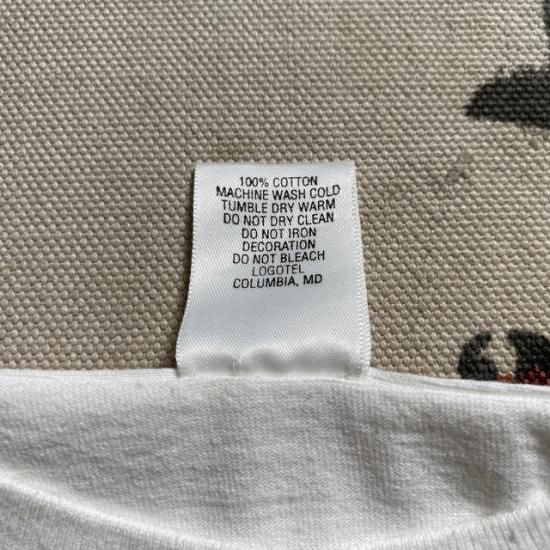 100% COTTON
MACHINE WASH COLD
TUMBLE DRY WARM
DO NOT DRY CLEAN
DO NOT IRON
DECORATION
DO NOT BLEACH
LOGOTEL
COLUMBIA, MD